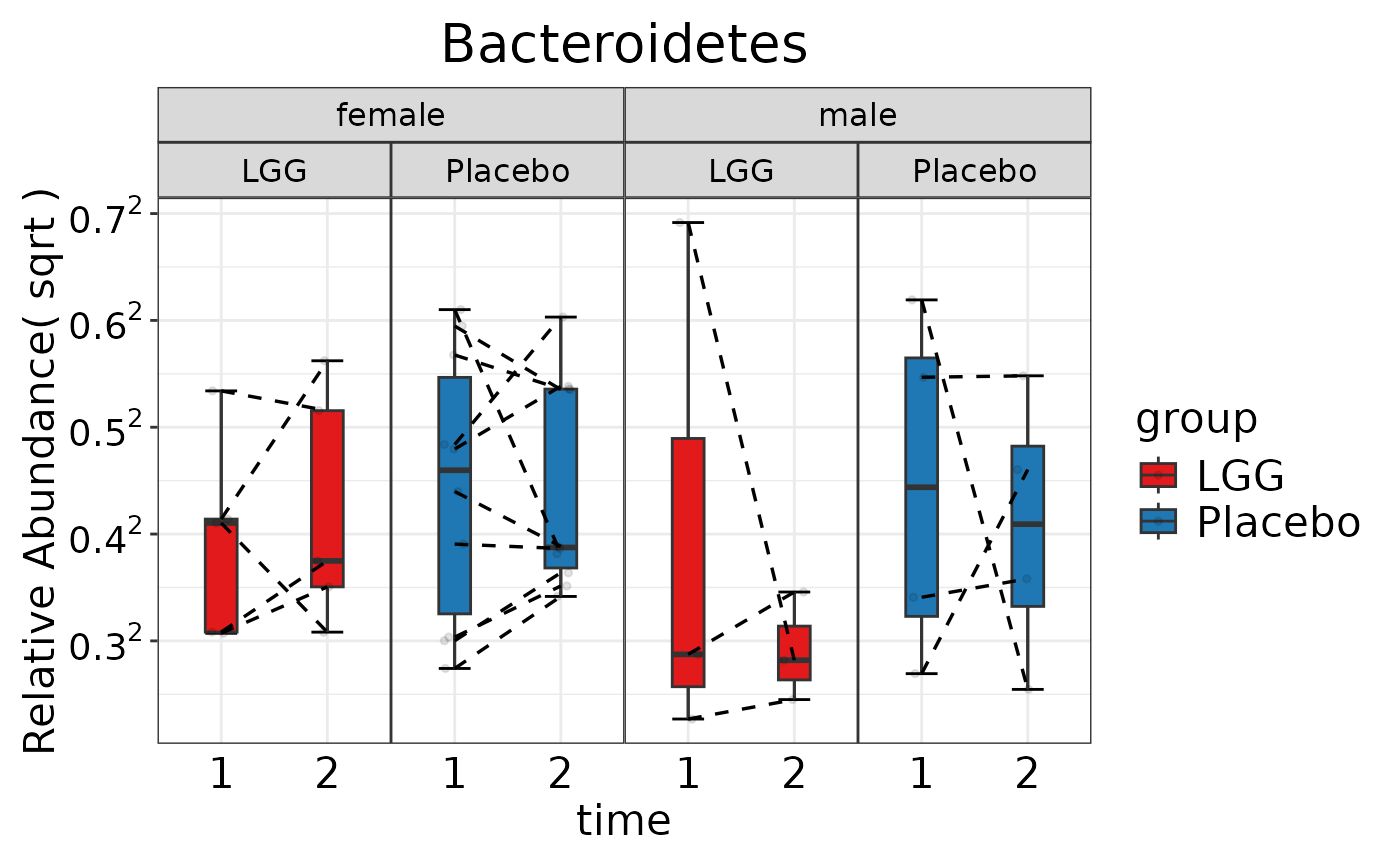 Bacteroidetes
female male
LGG Placebo LGG Placebo
Relative Abundance( sqrt )
0.7²
0.6²
0.5²
0.4²
0.3²
1 2 1 2 1 2 1 2
time
group
LGG
Placebo